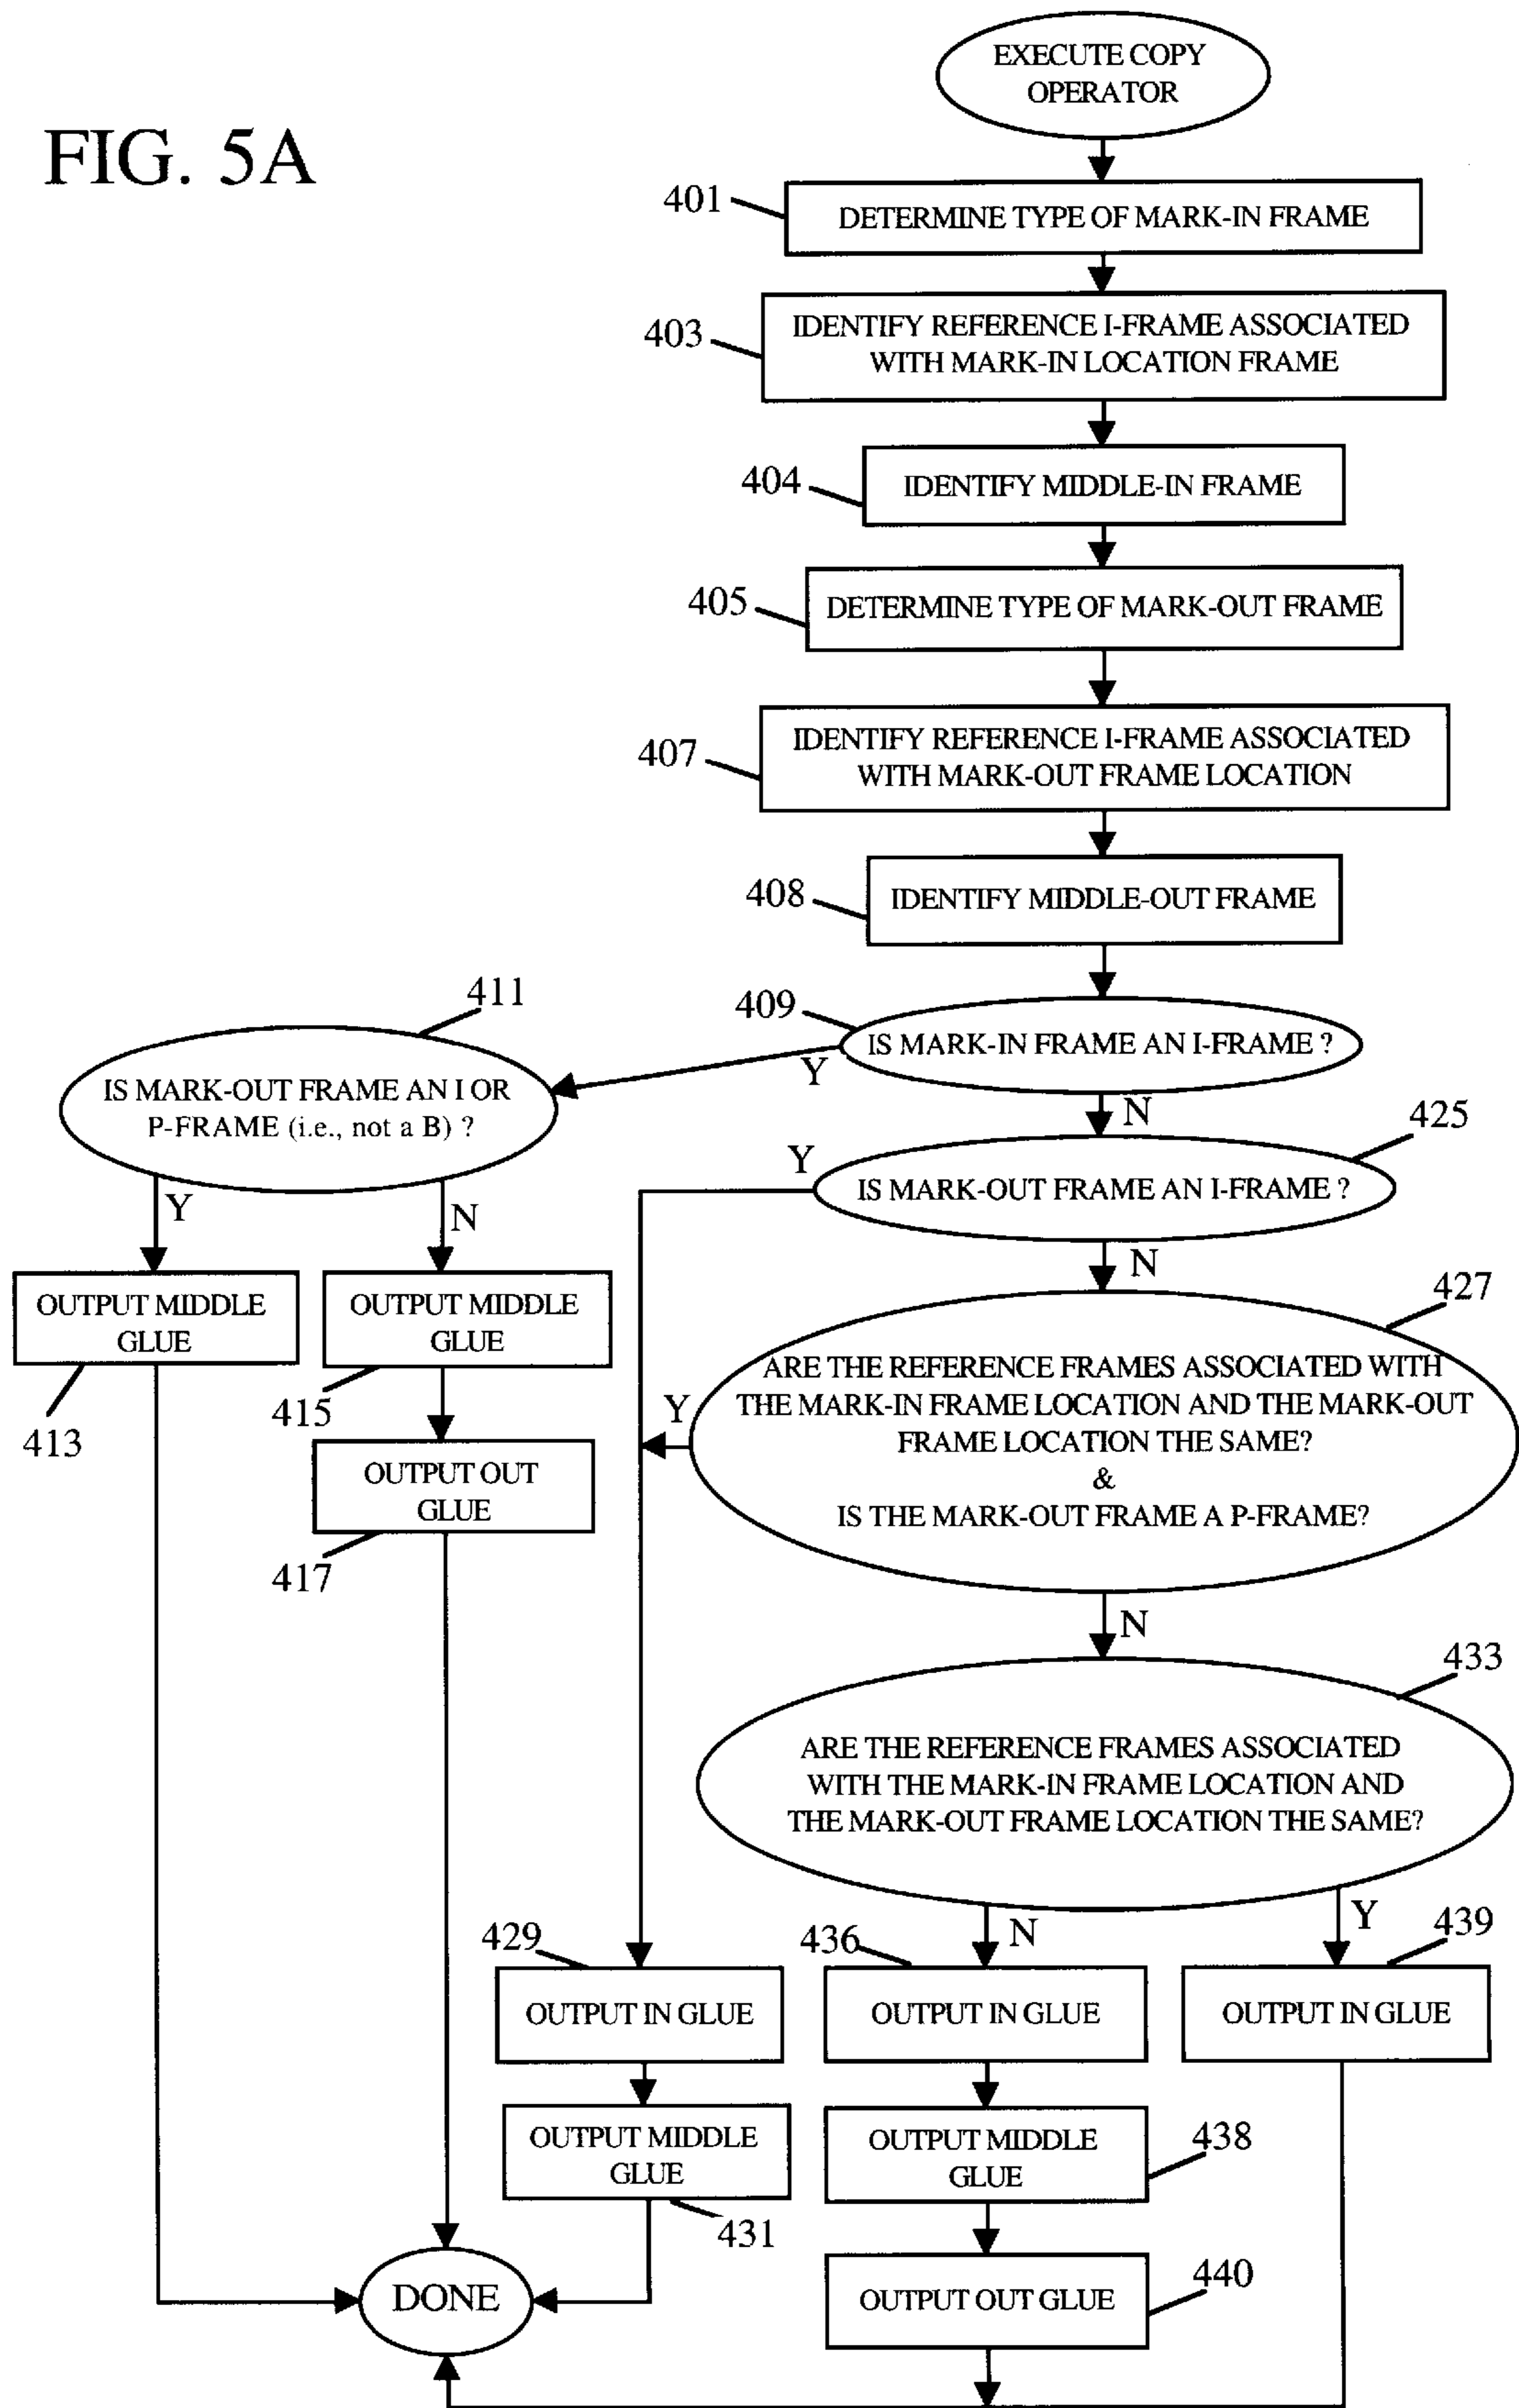 FIG. 5A
EXECUTE COPY
OPERATOR
401
DETERMINE TYPE OF MARK-IN FRAME
403
IDENTIFY REFERENCE I-FRAME ASSOCIATED
WITH MARK-IN LOCATION FRAME
404
IDENTIFY MIDDLE-IN FRAME
405
DETERMINE TYPE OF MARK-OUT FRAME
407
IDENTIFY REFERENCE I-FRAME ASSOCIATED
WITH MARK-OUT FRAME LOCATION
408
IDENTIFY MIDDLE-OUT FRAME
409
IS MARK-IN FRAME AN I-FRAME ?
Y
N
411
IS MARK-OUT FRAME AN I OR
P-FRAME (i.e., not a B) ?
Y
N
OUTPUT MIDDLE
GLUE
413
OUTPUT MIDDLE
GLUE
415
OUTPUT OUT
GLUE
417
425
IS MARK-OUT FRAME AN I-FRAME ?
Y
N
427
ARE THE REFERENCE FRAMES ASSOCIATED WITH
THE MARK-IN FRAME LOCATION AND THE MARK-OUT
FRAME LOCATION THE SAME?
&
IS THE MARK-OUT FRAME A P-FRAME?
Y
N
433
ARE THE REFERENCE FRAMES ASSOCIATED
WITH THE MARK-IN FRAME LOCATION AND
THE MARK-OUT FRAME LOCATION THE SAME?
N
Y
429
OUTPUT IN GLUE
OUTPUT MIDDLE
GLUE
431
436
OUTPUT IN GLUE
OUTPUT MIDDLE
GLUE
438
OUTPUT OUT GLUE
440
439
OUTPUT IN GLUE
DONE